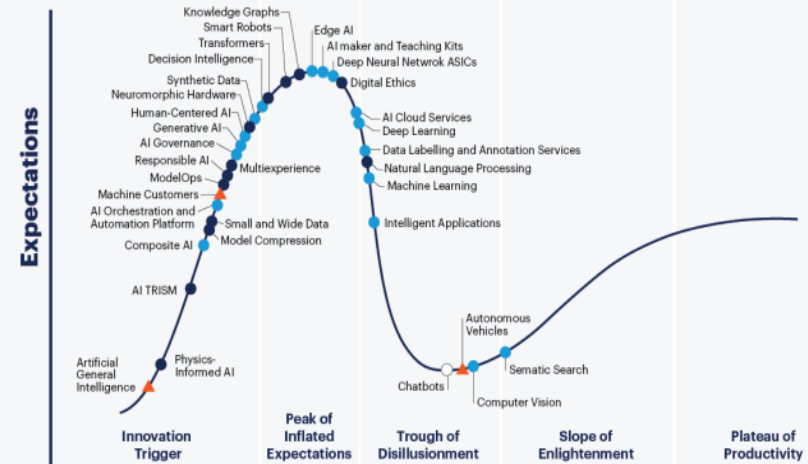 Expectations
Knowledge Graphs
Smart Robots
Transformers
Decision Intelligence
Synthetic Data
Neuromorphic Hardware
Human-Centered AI
Generative AI
AI Governance
Responsible AI
Multiexperience
ModelOps
Machine Customers
AI Orchestration and
Automation Platform
Small and Wide Data
Model Compression
Composite AI
AI TRISM
Artificial
General
Intelligence
Physics-
Informed AI
Edge AI
AI maker and Teaching Kits
Deep Neural Netwrok ASICs
Digital Ethics
AI Cloud Services
Deep Learning
Data Labelling and Annotation Services
Natural Language Processing
Machine Learning
Intelligent Applications
Autonomous
Vehicles
Chatbots
Sematic Search
Computer Vision
Innovation
Trigger
Peak of
Inflated
Expectations
Trough of
Disillusionment
Slope of
Enlightenment
Plateau of
Productivity